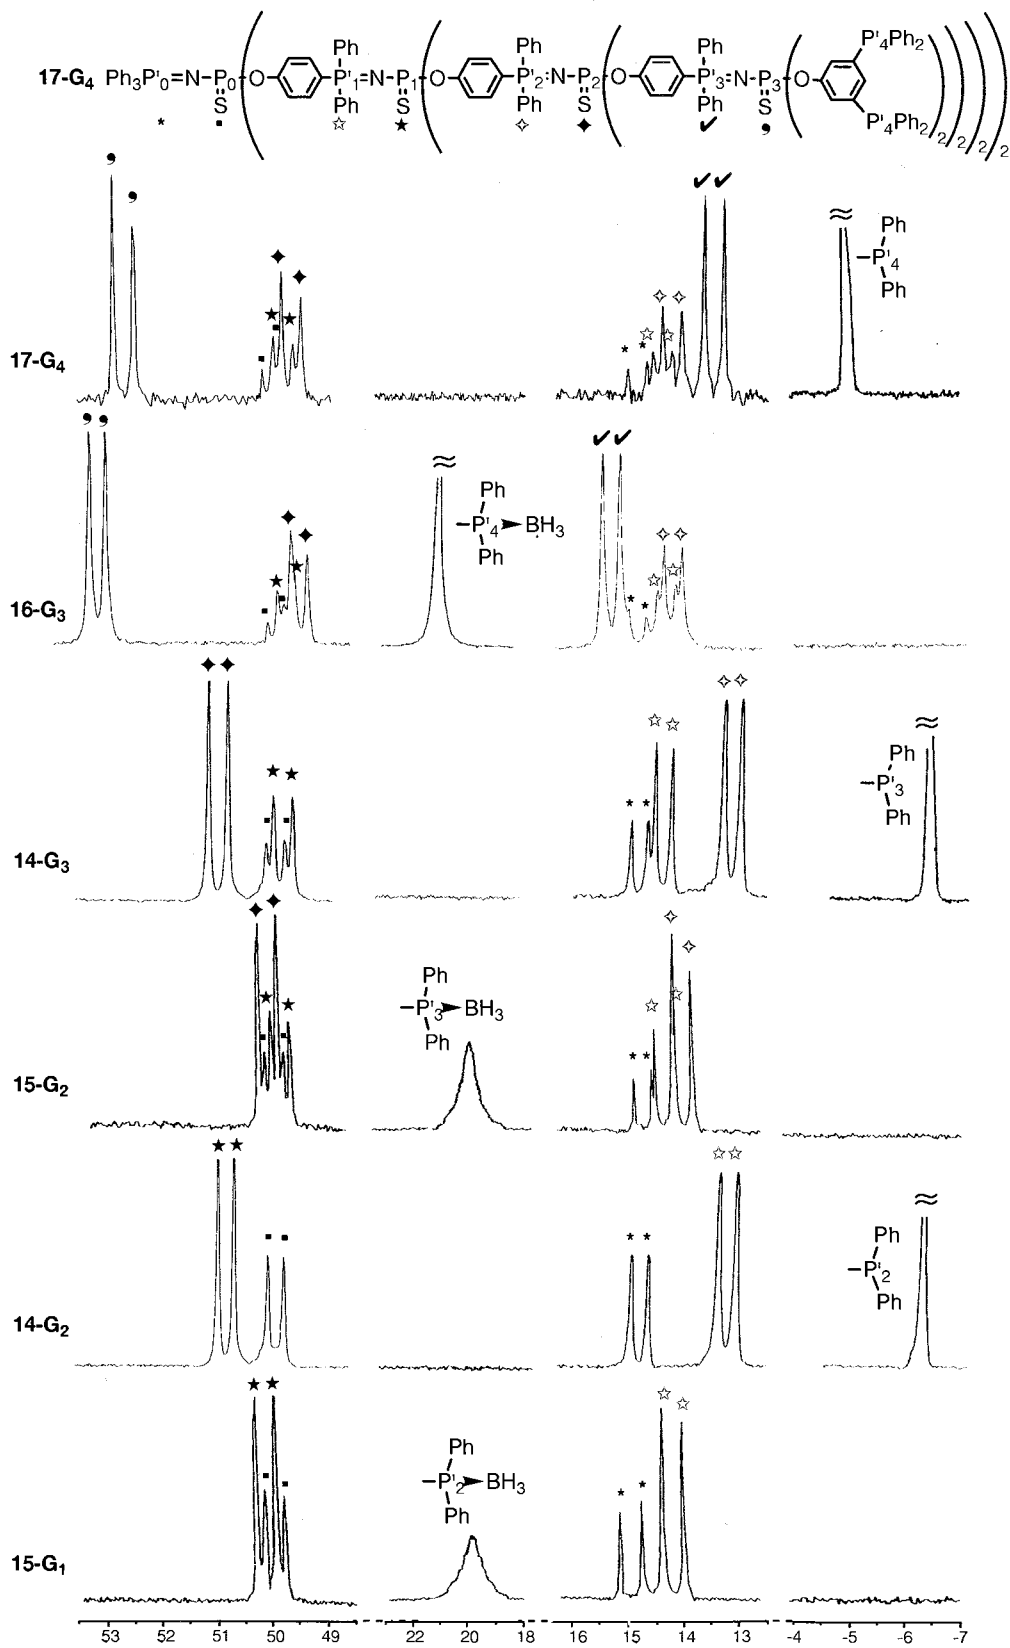 17-G4 Ph3P'0=N-P0-O P'1=N-P1-O P'2=N-P2-O P'3=N-P3-O P'4Ph2
Ph Ph Ph
Ph Ph Ph
S S S S
P'4Ph2 2 2 2 2
17-G4
Ph
P'4
Ph
16-G3
Ph
P'4 BH3
Ph
14-G3
Ph
P'3
Ph
15-G2
Ph
P'3 BH3
Ph
14-G2
Ph
P'2
Ph
15-G1
Ph
P'2 BH3
Ph
53 52 51 50 49 22 20 18 16 15 14 13 -4 -5 -6 -7